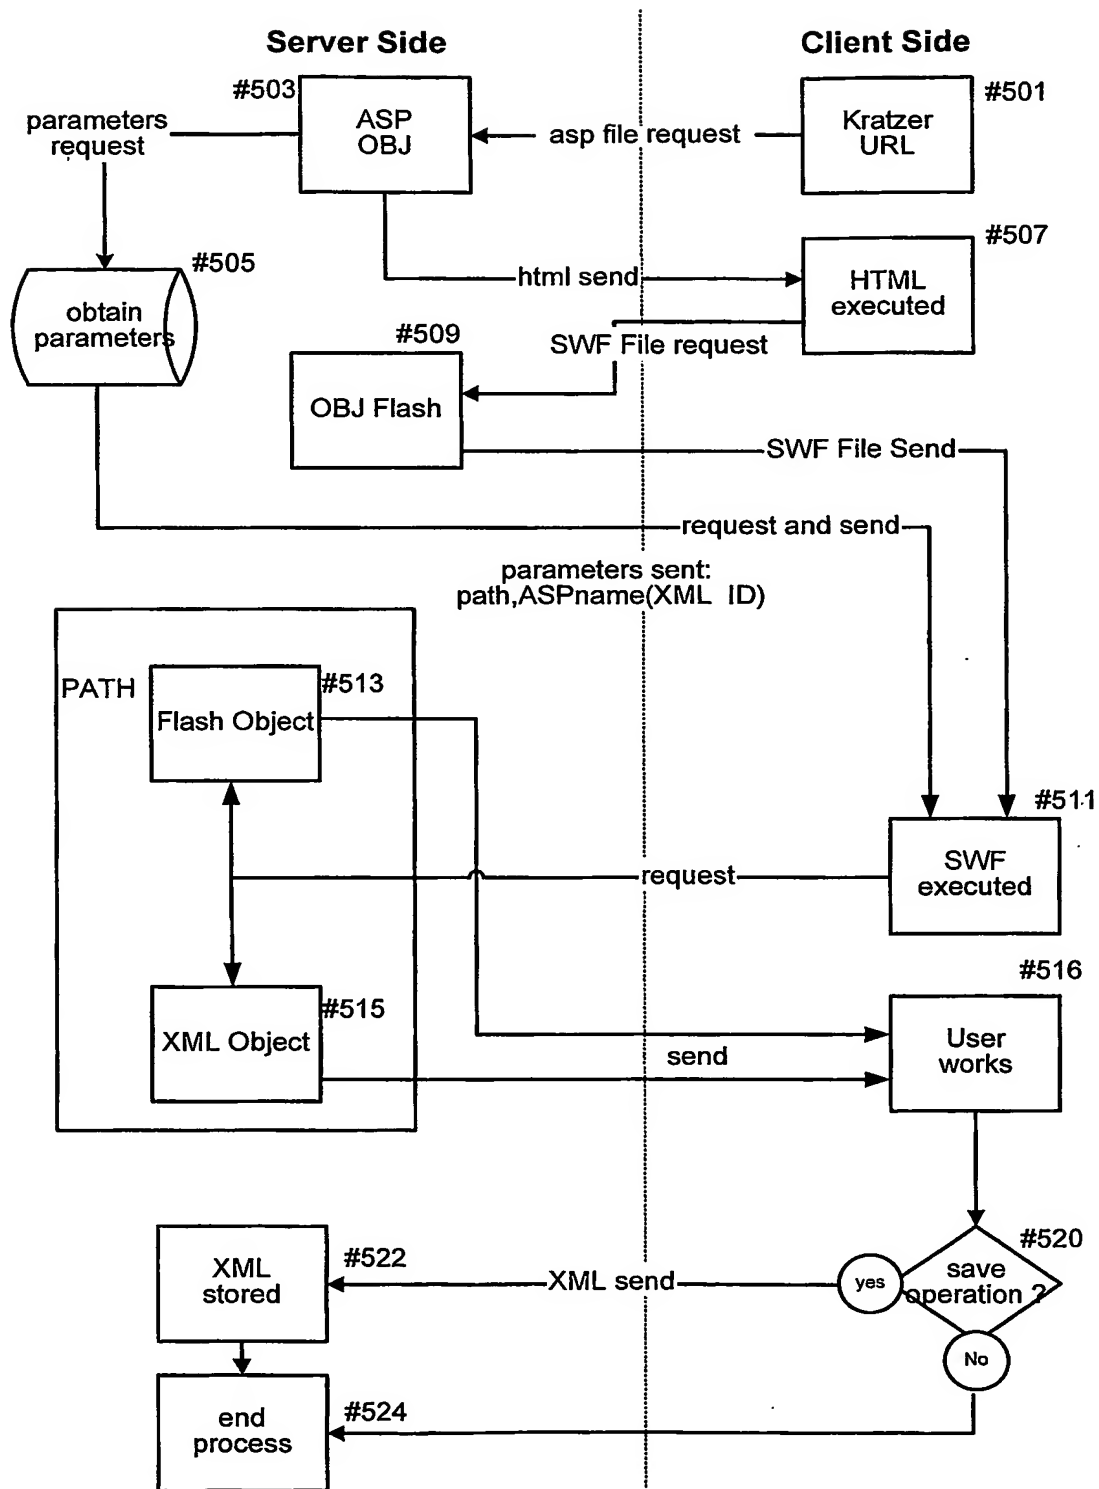 Server Side
Client Side
#503
ASP
OBJ
asp file request
Kratzer
URL
#501
parameters
request
#507
HTML
executed
html send
#505
obtain
parameters
#509
SWF File request
OBJ Flash
SWF File Send
request and send
parameters sent:
path,ASPname(XML ID)
PATH
#513
Flash Object
#511
SWF
executed
request
#516
User
works
#515
XML Object
send
#520
save
operation ?
yes
No
XML send
#522
XML
stored
#524
end
process